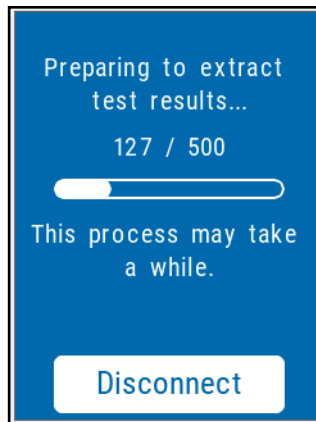 Preparing to extract
test results...
127 / 500
This process may take
a while.
Disconnect